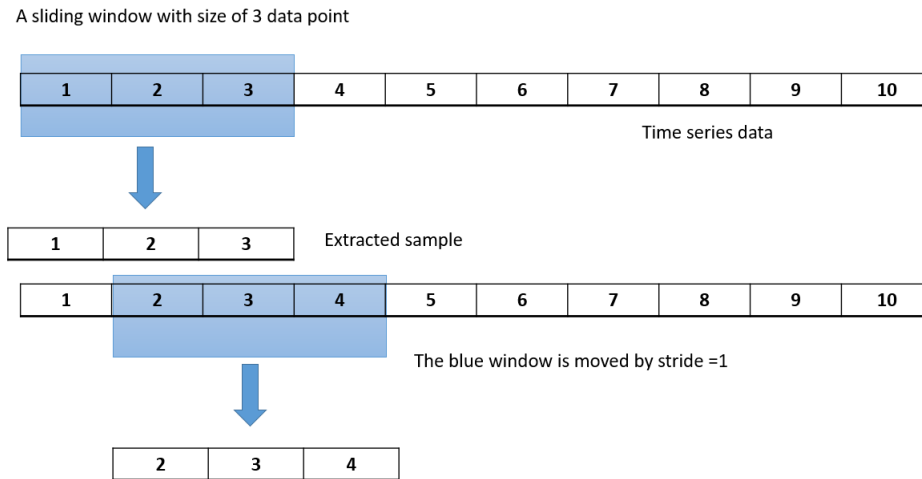 A sliding window with size of 3 data point
1 2 3 4 5 6 7 8 9 10
Time series data
1 2 3
Extracted sample
1 2 3 4 5 6 7 8 9 10
The blue window is moved by stride =1
2 3 4